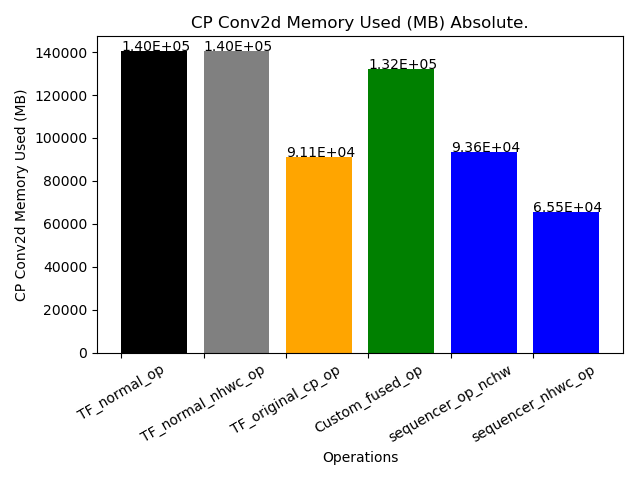 CP Conv2d Memory Used (MB) Absolute.
CP Conv2d Memory Used (MB)
140000
120000
100000
80000
60000
40000
20000
0
1.40E+05
1.40E+05
9.11E+04
1.32E+05
9.36E+04
6.55E+04
TF_normal_op
TF_normal_nhwc_op
TF_original_cp_op
Custom_fused_op
sequencer_op_nchw
sequencer_nhwc_op
Operations